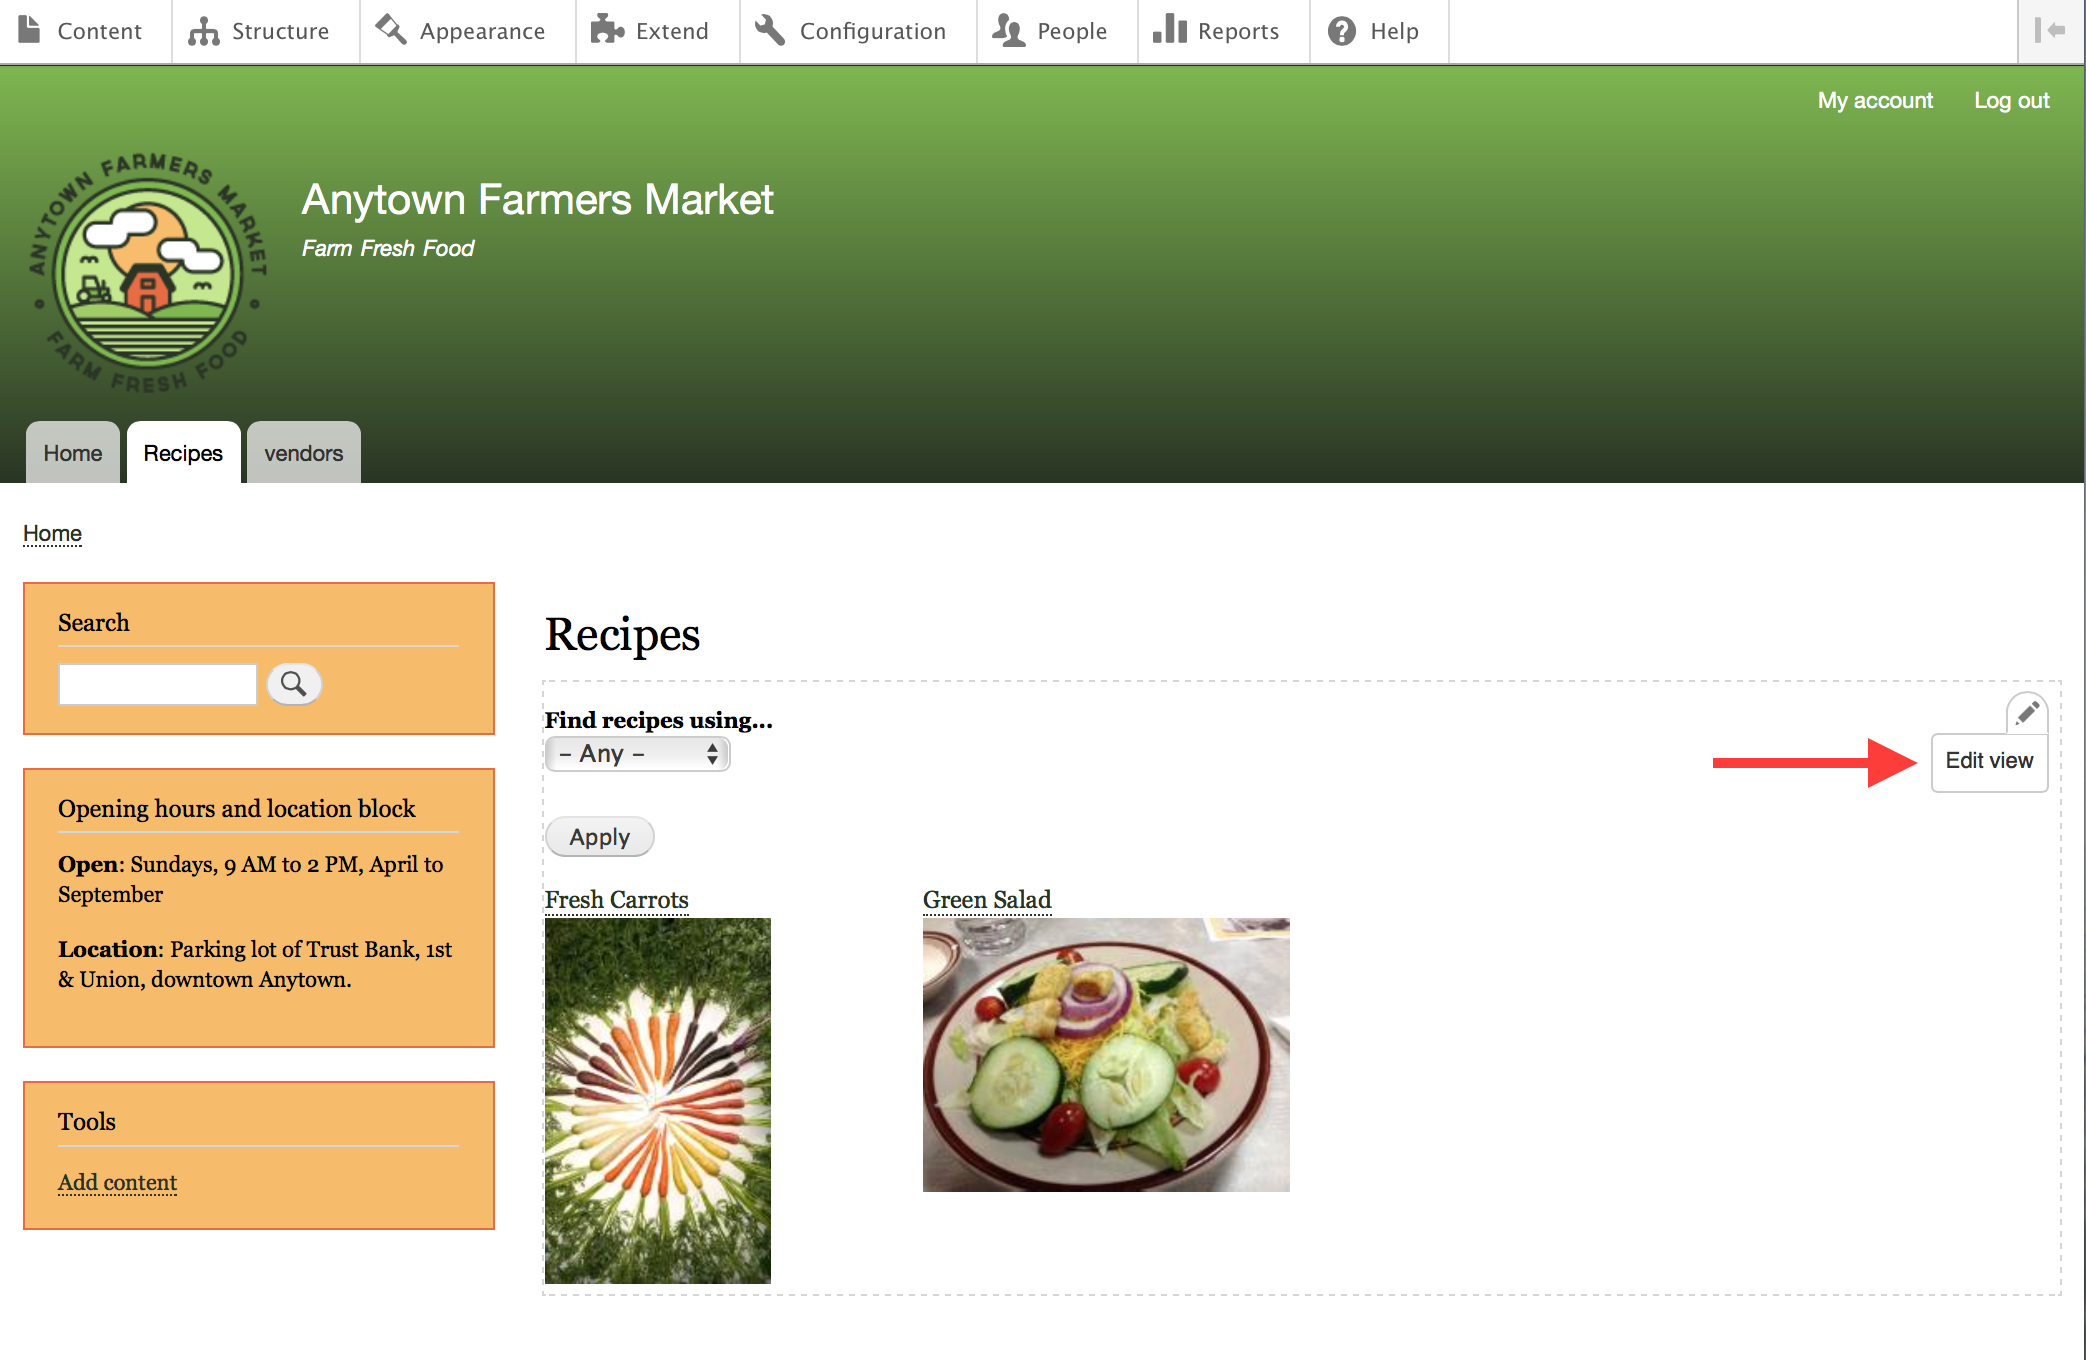 Content
Structure
Appearance
Extend
Configuration
People
Reports
Help
My account
Log out
ANYTOWN FARMERS MARKET
FARM FRESH FOOD
Anytown Farmers Market
Farm Fresh Food
Home
Recipes
vendors
Home
Search
Opening hours and location block
Open: Sundays, 9 AM to 2 PM, April to
September
Location: Parking lot of Trust Bank, 1st
& Union, downtown Anytown.
Tools
Add content
Recipes
Find recipes using...
- Any -
Edit view
Apply
Fresh Carrots
Green Salad